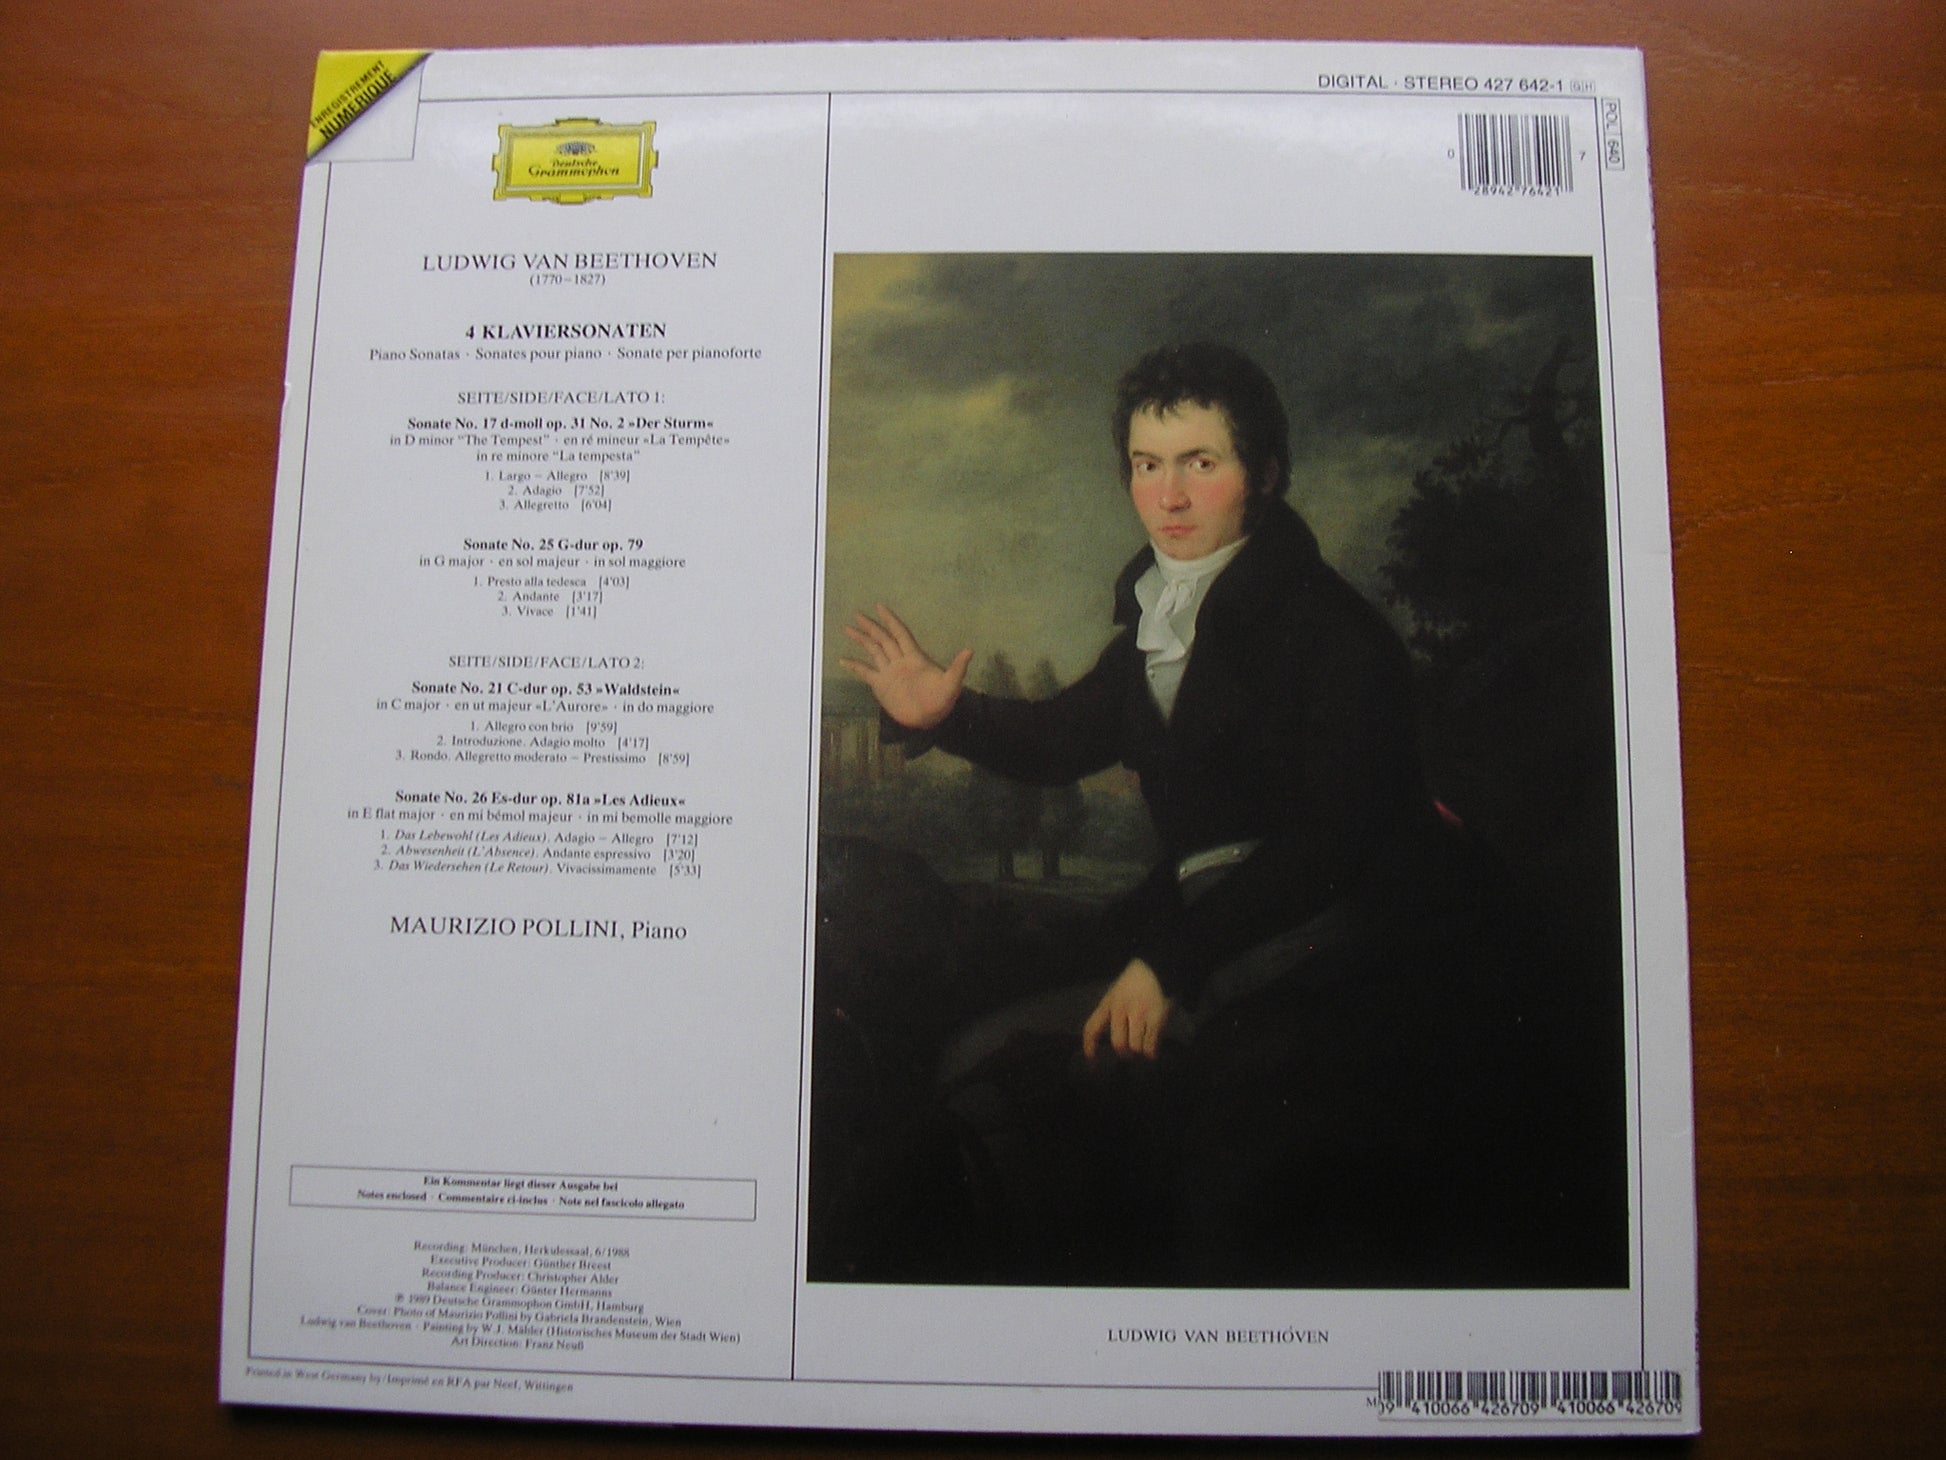 ENREGISTREMENT
NUMÉRIQUE
DIGITAL · STEREO 427 642-1 GH
POL 640
0 28942 76421 7
Deutsche
Grammophon
LUDWIG VAN BEETHOVEN
(1770–1827)
4 KLAVIERSONATEN
Piano Sonatas · Sonates pour piano · Sonate per pianoforte
SEITE/SIDE/FACE/LATO 1:
Sonate No. 17 d-moll op. 31 No. 2 »Der Sturm«
in D minor “The Tempest” · en ré mineur «La Tempête»
in re minore “La tempesta”
1. Largo – Allegro [8'39]
2. Adagio [7'52]
3. Allegretto [6'04]
Sonate No. 25 G-dur op. 79
in G major · en sol majeur · in sol maggiore
1. Presto alla tedesca [4'03]
2. Andante [3'17]
3. Vivace [1'41]
SEITE/SIDE/FACE/LATO 2:
Sonate No. 21 C-dur op. 53 »Waldstein«
in C major · en ut majeur «L'Aurore» · in do maggiore
1. Allegro con brio [9'59]
2. Introduzione. Adagio molto [4'17]
3. Rondo. Allegretto moderato – Prestissimo [8'59]
Sonate No. 26 Es-dur op. 81a »Les Adieux«
in E flat major · en mi bémol majeur · in mi bemolle maggiore
1. Das Lebewohl (Les Adieux). Adagio – Allegro [7'12]
2. Abwesenheit (L'Absence). Andante espressivo [3'20]
3. Das Wiedersehen (Le Retour). Vivacissimamente [5'33]
MAURIZIO POLLINI, Piano
Ein Kommentar liegt dieser Ausgabe bei
Notes enclosed · Commentaire ci-inclus · Note nel fascicolo allegato
Recording: München, Herkulessaal, 6/1988
Executive Producer: Günther Breest
Recording Producer: Christopher Alder
Balance Engineer: Günter Hermanns
℗ 1989 Deutsche Grammophon GmbH, Hamburg
Cover: Photo of Maurizio Pollini by Gabriela Brandenstein, Wien
Ludwig van Beethoven · Painting by W. J. Mähler (Historisches Museum der Stadt Wien)
Art Direction: Franz Neuß
Printed in West Germany by/Imprimé en RFA par Neef, Wittingen
LUDWIG VAN BEETHOVEN
9 410066 426709 410066 426709